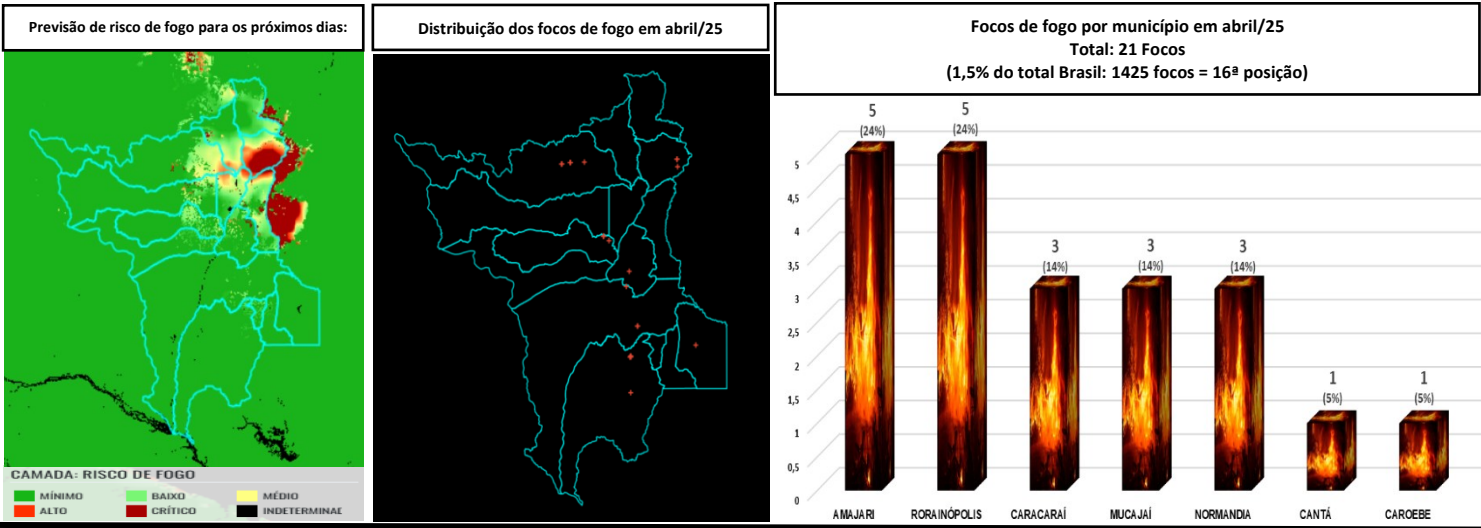 Previsão de risco de fogo para os próximos dias:
CAMADA: RISCO DE FOGO
MÍNIMO
BAIXO
MÉDIO
ALTO
CRÍTICO
INDETERMINAE
Distribuição dos focos de fogo em abril/25
Focos de fogo por município em abril/25
Total: 21 Focos
(1,5% do total Brasil: 1425 focos = 16ª posição)
5
4,5
4
3,5
3
2,5
2
1,5
1
0,5
0
5
(24%)
5
(24%)
3
(14%)
3
(14%)
3
(14%)
1
(5%)
1
(5%)
AMAJARI
RORAINÓPOLIS
CARACARAÍ
MUCAJAÍ
NORMANDIA
CANTÁ
CAROEBE